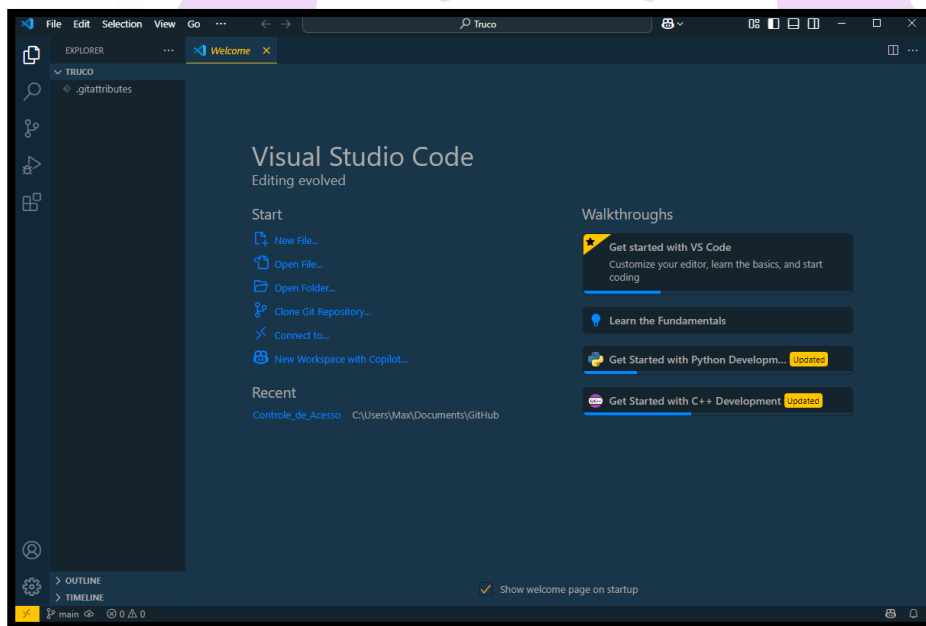 File Edit Selection View Go ··· Truco
EXPLORER ···
Welcome
TRUCO
.gitattributes
Visual Studio Code
Editing evolved
Start
New File...
Open File...
Open Folder...
Clone Git Repository...
Connect to...
New Workspace with Copilot...
Recent
Controle_de_Acesso C:\Users\Max\Documents\GitHub
Walkthroughs
Get started with VS Code
Customize your editor, learn the basics, and start
coding
Learn the Fundamentals
Get Started with Python Developm... Updated
Get Started with C++ Development Updated
OUTLINE
TIMELINE
Show welcome page on startup
main 0 0